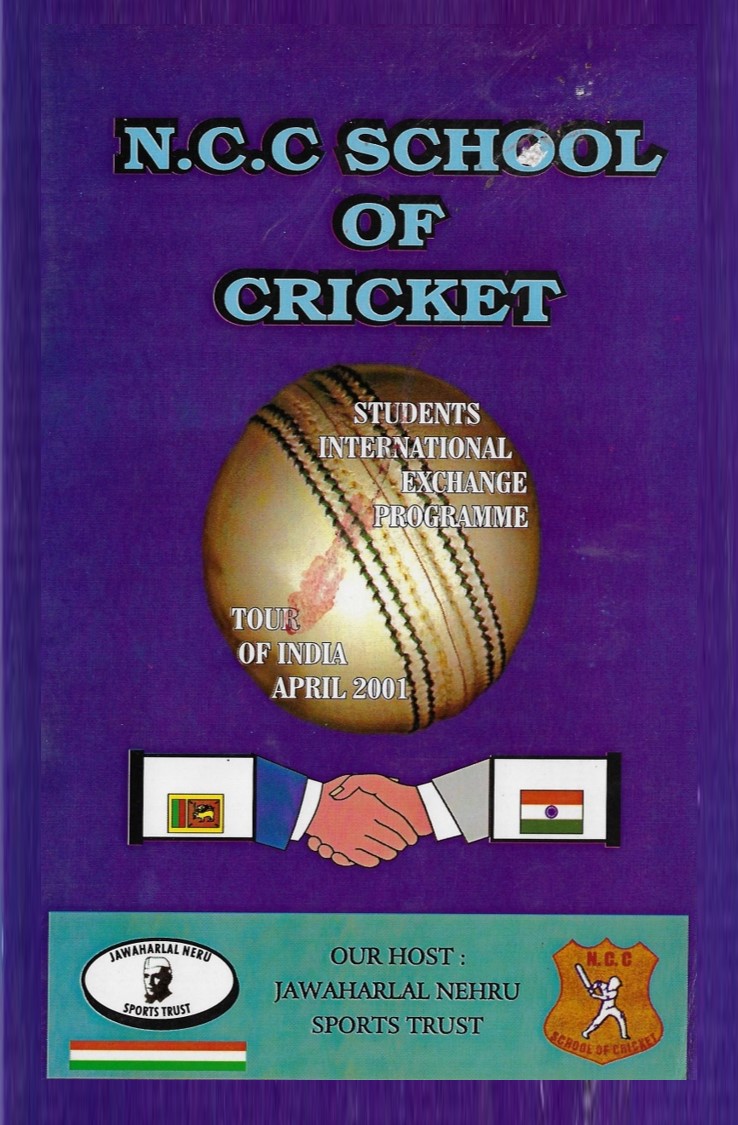 N.C.C SCHOOL
OF
CRICKET
STUDENTS
INTERNATIONAL
EXCHANGE
PROGRAMME
TOUR
OF INDIA
APRIL 2001
JAWAHARLAL NERU
SPORTS TRUST
OUR HOST :
JAWAHARLAL NEHRU
SPORTS TRUST
N.C.C
SCHOOL OF CRICKET